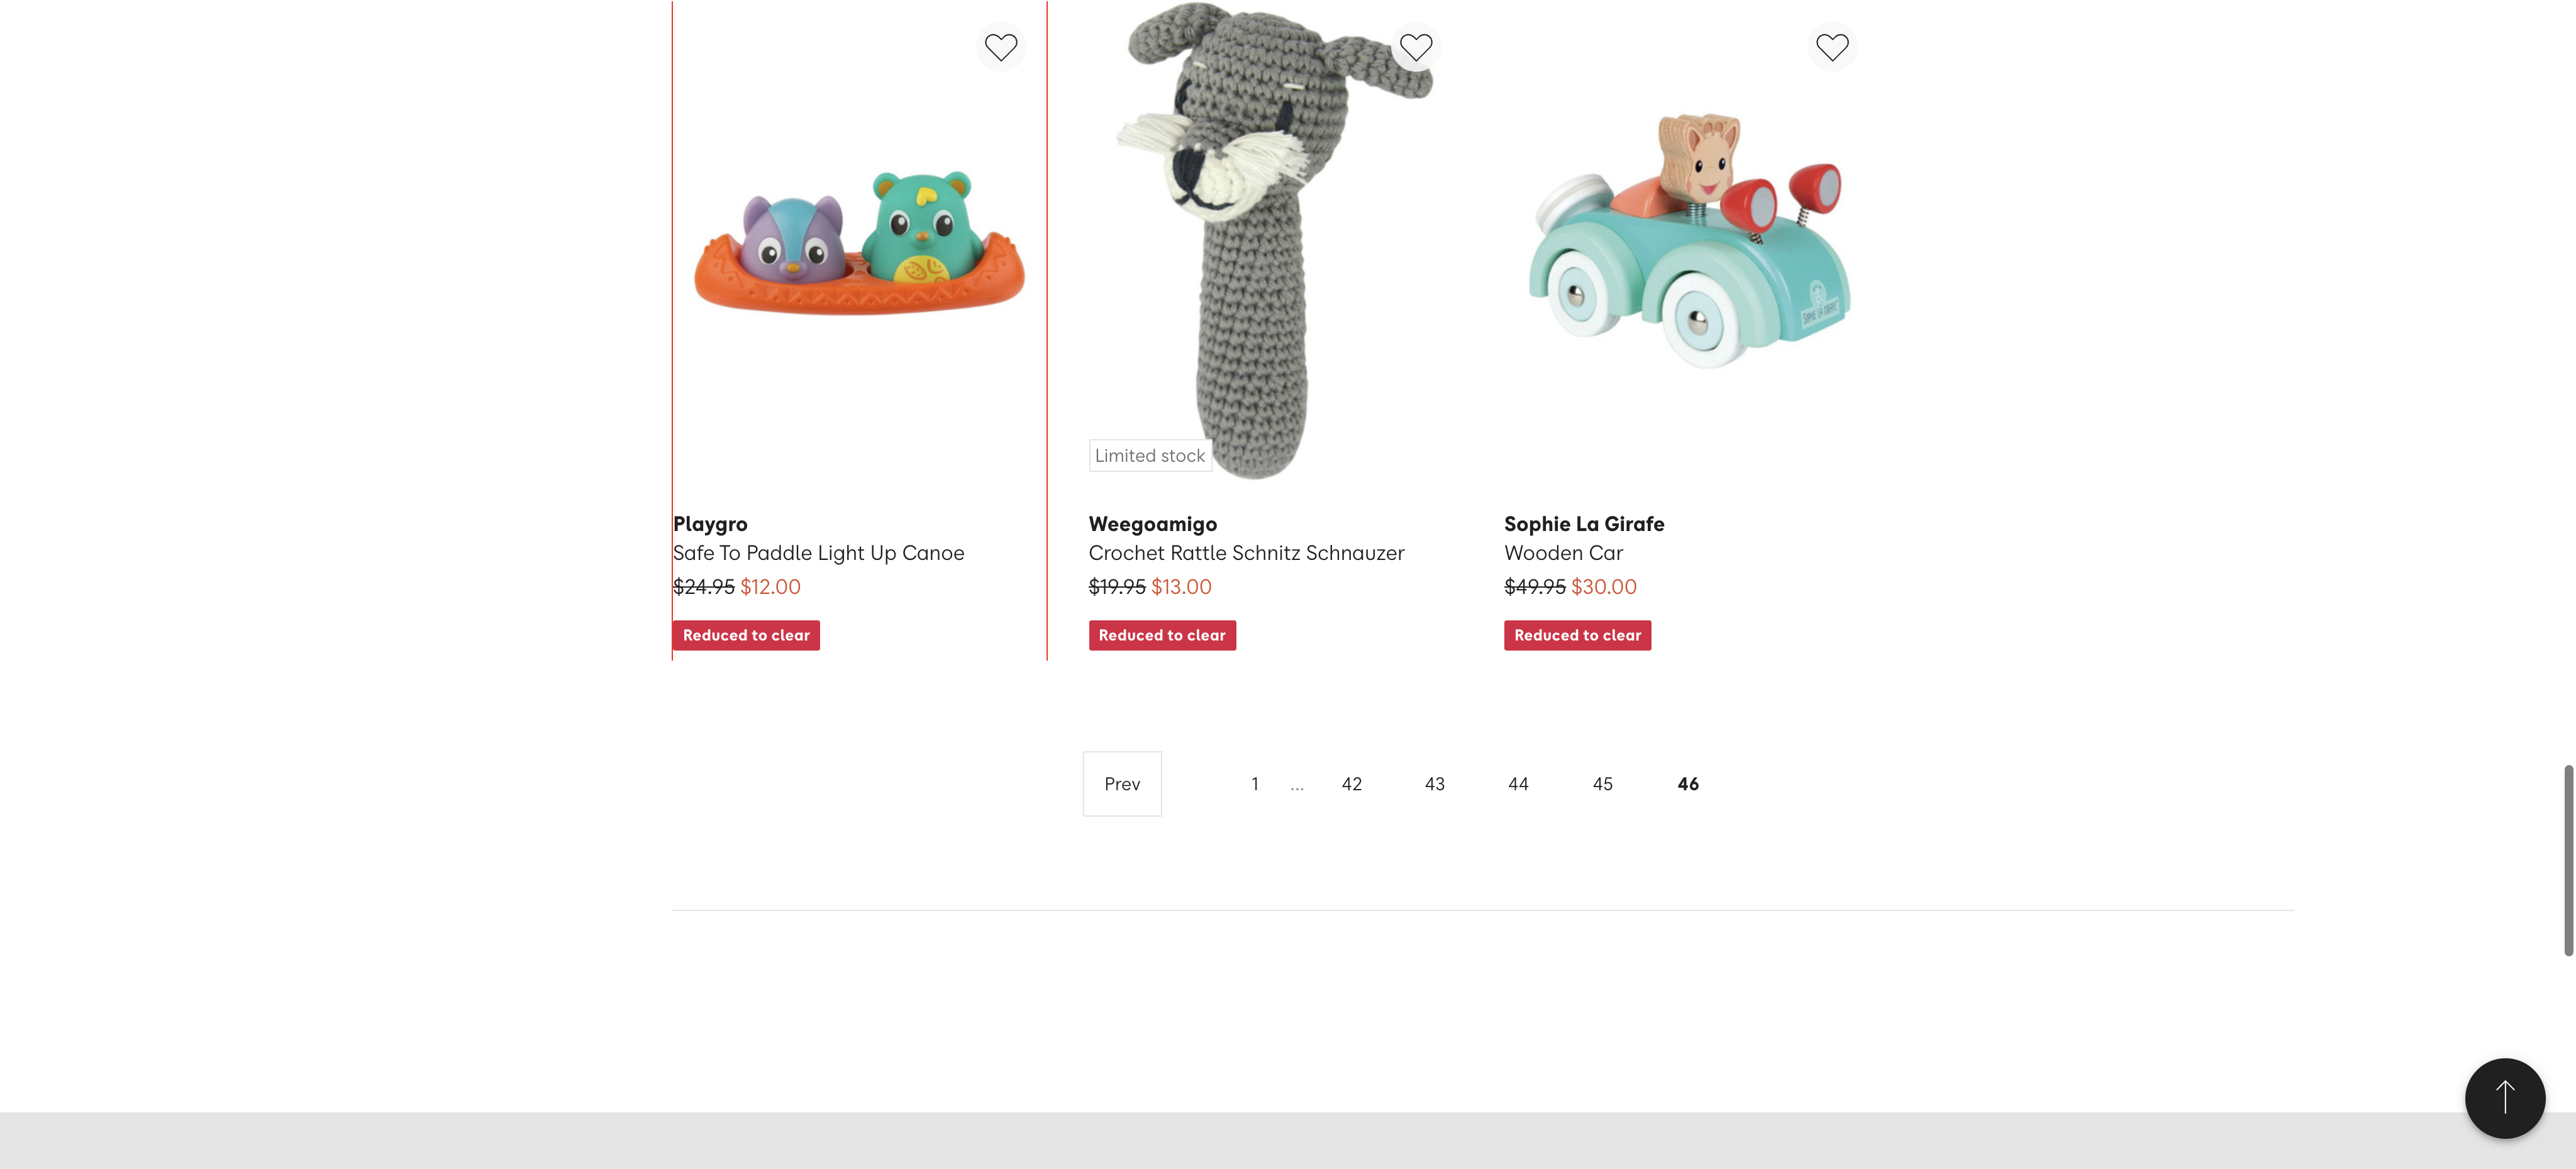 Limited stock
Playgro
Safe To Paddle Light Up Canoe
$24.95 $12.00
Reduced to clear
Weegoamigo
Crochet Rattle Schnitz Schnauzer
$19.95 $13.00
Reduced to clear
Sophie La Girafe
Wooden Car
$49.95 $30.00
Reduced to clear
Prev 1 ... 42 43 44 45 46